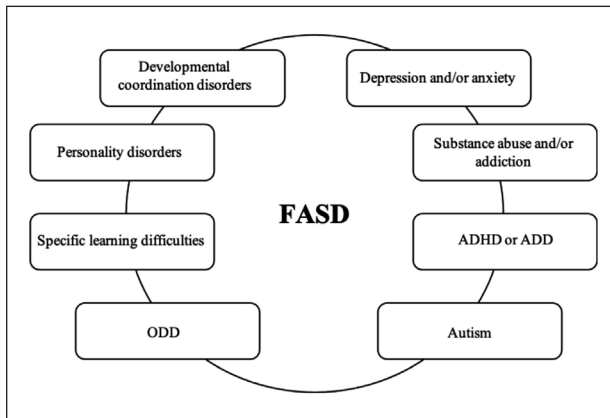 Developmental
coordination disorders
Depression and/or anxiety
Personality disorders
Substance abuse and/or
addiction
FASD
Specific learning difficulties
ADHD or ADD
ODD
Autism